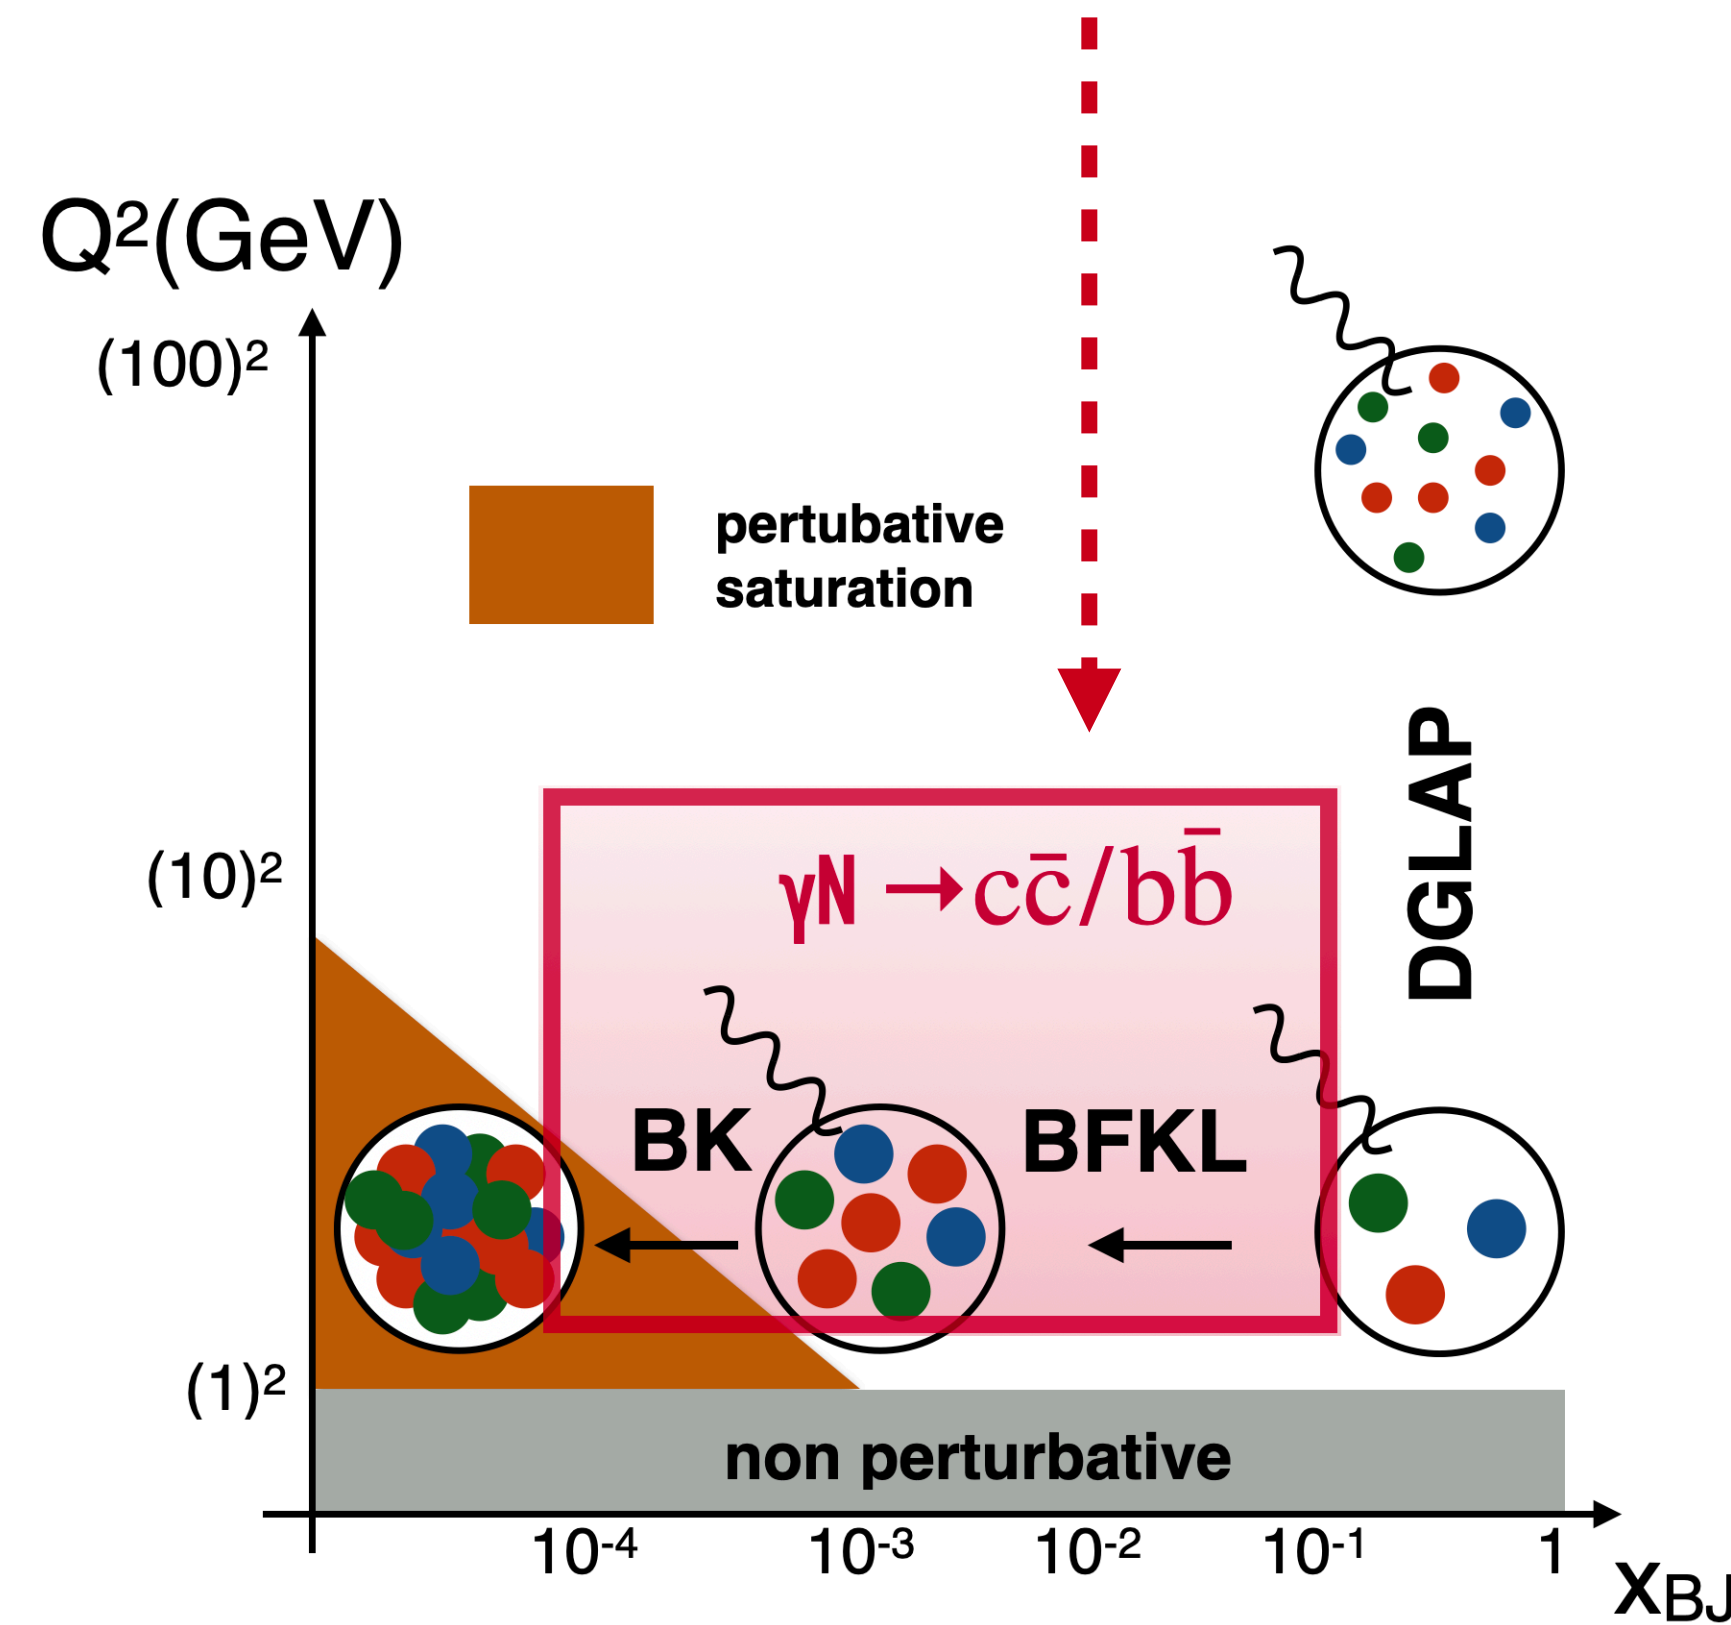 Q²(GeV)
(100)²
pertubative
saturation
DGLAP
(10)²
γN → cc̄/bb̄
BK
BFKL
(1)²
non perturbative
10⁻⁴
10⁻³
10⁻²
10⁻¹
1
xBJ